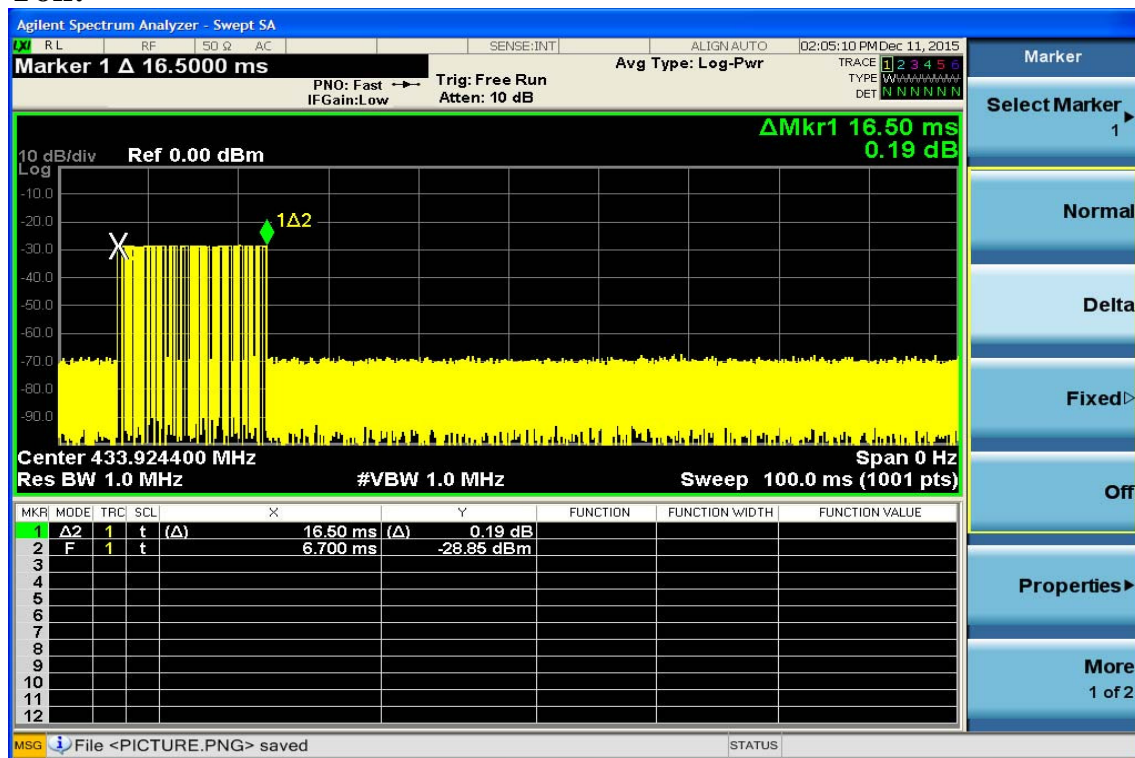 Agilent Spectrum Analyzer - Swept SA
LXI RL RF 50 Ω AC SENSE:INT ALIGN AUTO 02:05:10 PM Dec 11, 2015
Marker 1 Δ 16.5000 ms
PNO: Fast
IFGain:Low
Trig: Free Run
Atten: 10 dB
Avg Type: Log-Pwr
TRACE 1 2 3 4 5 6
TYPE WWWWWW
DET N N N N N N
Marker
Select Marker
1
Normal
Delta
Fixed
Off
Properties
More
1 of 2
ΔMkr1 16.50 ms
0.19 dB
10 dB/div Ref 0.00 dBm
Log
-10.0
-20.0
-30.0
-40.0
-50.0
-60.0
-70.0
-80.0
-90.0
X
1Δ2
Center 433.924400 MHz Span 0 Hz
Res BW 1.0 MHz #VBW 1.0 MHz Sweep 100.0 ms (1001 pts)
MKR MODE TRC SCL X Y FUNCTION FUNCTION WIDTH FUNCTION VALUE
1 Δ2 1 t (Δ) 16.50 ms (Δ) 0.19 dB
2 F 1 t 6.700 ms -28.85 dBm
3
4
5
6
7
8
9
10
11
12
MSG File <PICTURE.PNG> saved STATUS